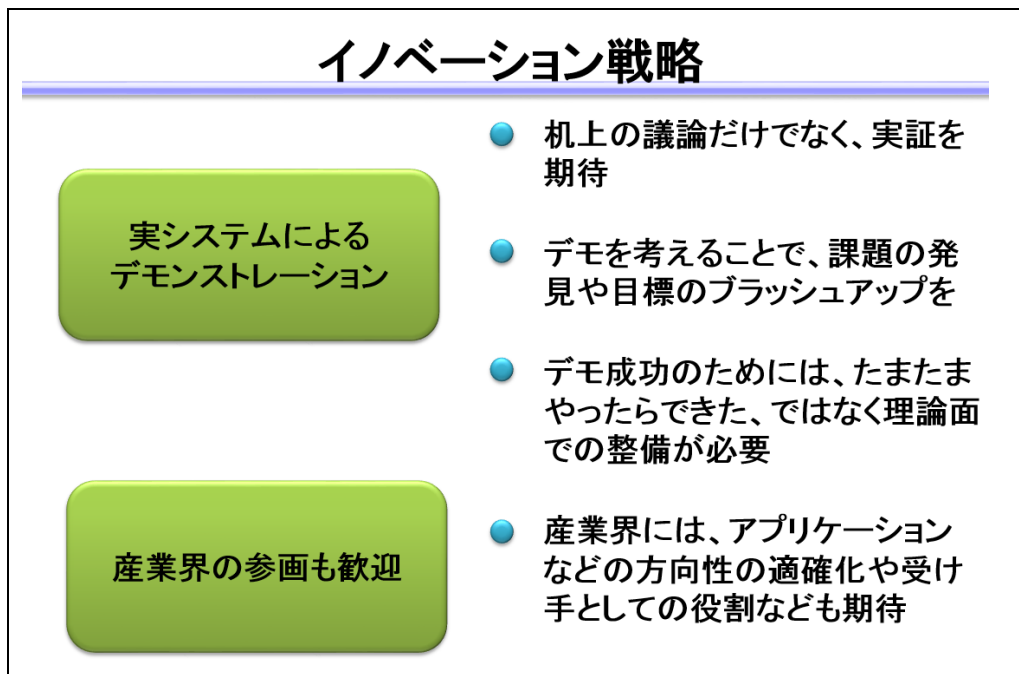 イノベーション戦略
実システムによる
デモンストレーション
机上の議論だけでなく、実証を
期待
デモを考えることで、課題の発
見や目標のブラッシュアップを
デモ成功のためには、たまたま
やったらできた、ではなく理論面
での整備が必要
産業界の参画も歓迎
産業界には、アプリケーション
などの方向性の適確化や受け
手としての役割なども期待